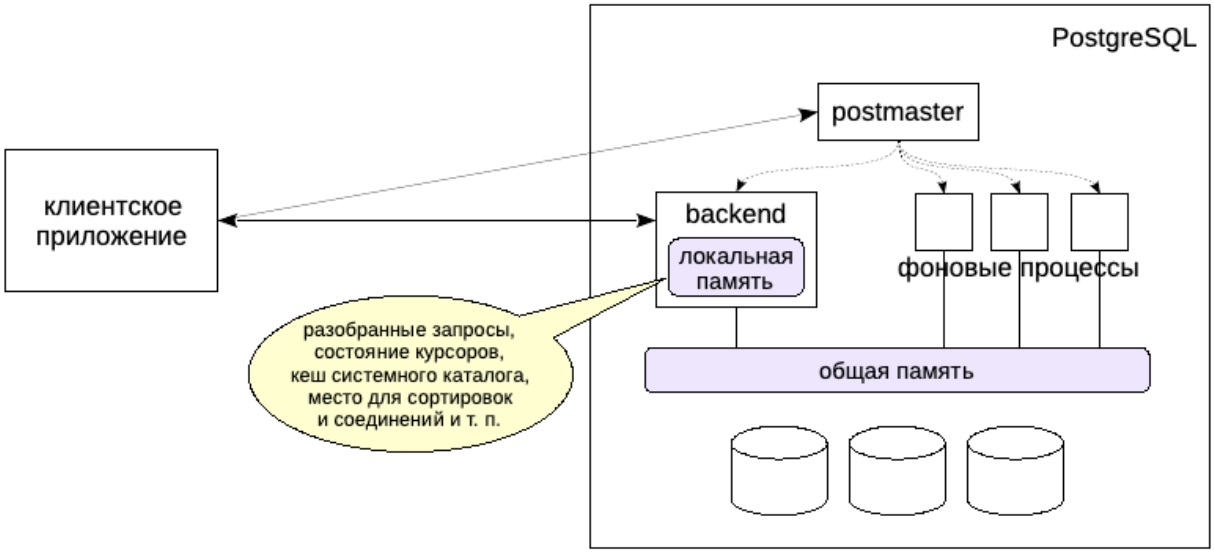 PostgreSQL
postmaster
клиентское
приложение
backend
локальная
память
фоновые процессы
разобранные запросы,
состояние курсоров,
кеш системного каталога,
место для сортировок
и соединений и т. п.
общая память